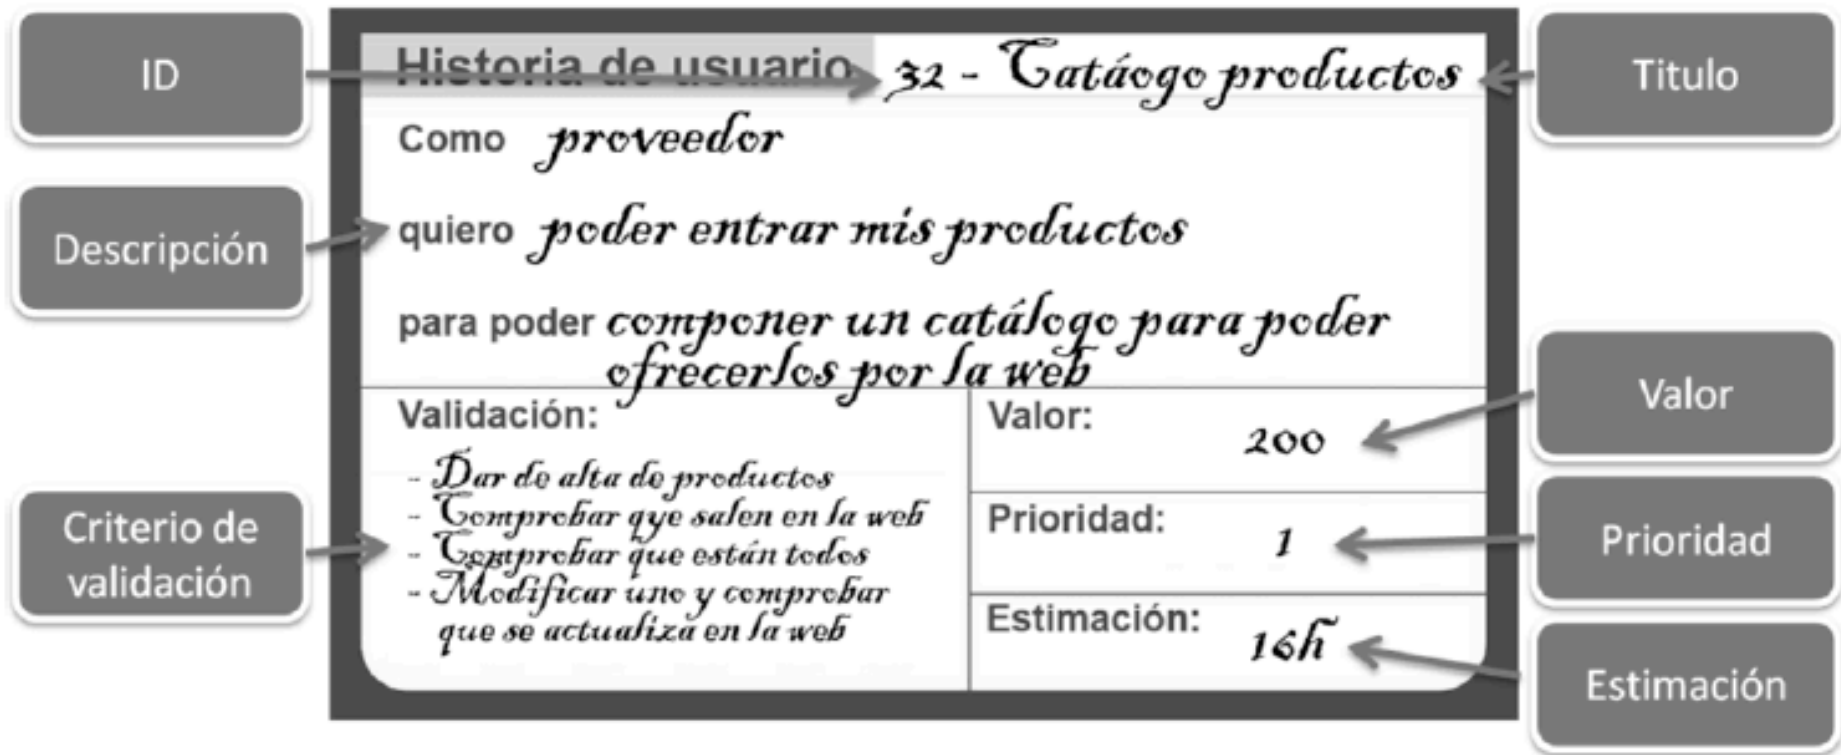 ID
Historia de usuario 32 - Catáogo productos
Titulo
Como proveedor
Descripción
quiero poder entrar mis productos
para poder componer un catálogo para poder
ofrecerlos por la web
Validación:
- Dar de alta de productos
- Comprobar qye salen en la web
- Comprobar que están todos
- Modificar uno y comprobar
que se actualiza en la web
Criterio de
validación
Valor:
200
Valor
Prioridad:
1
Prioridad
Estimación:
16h
Estimación